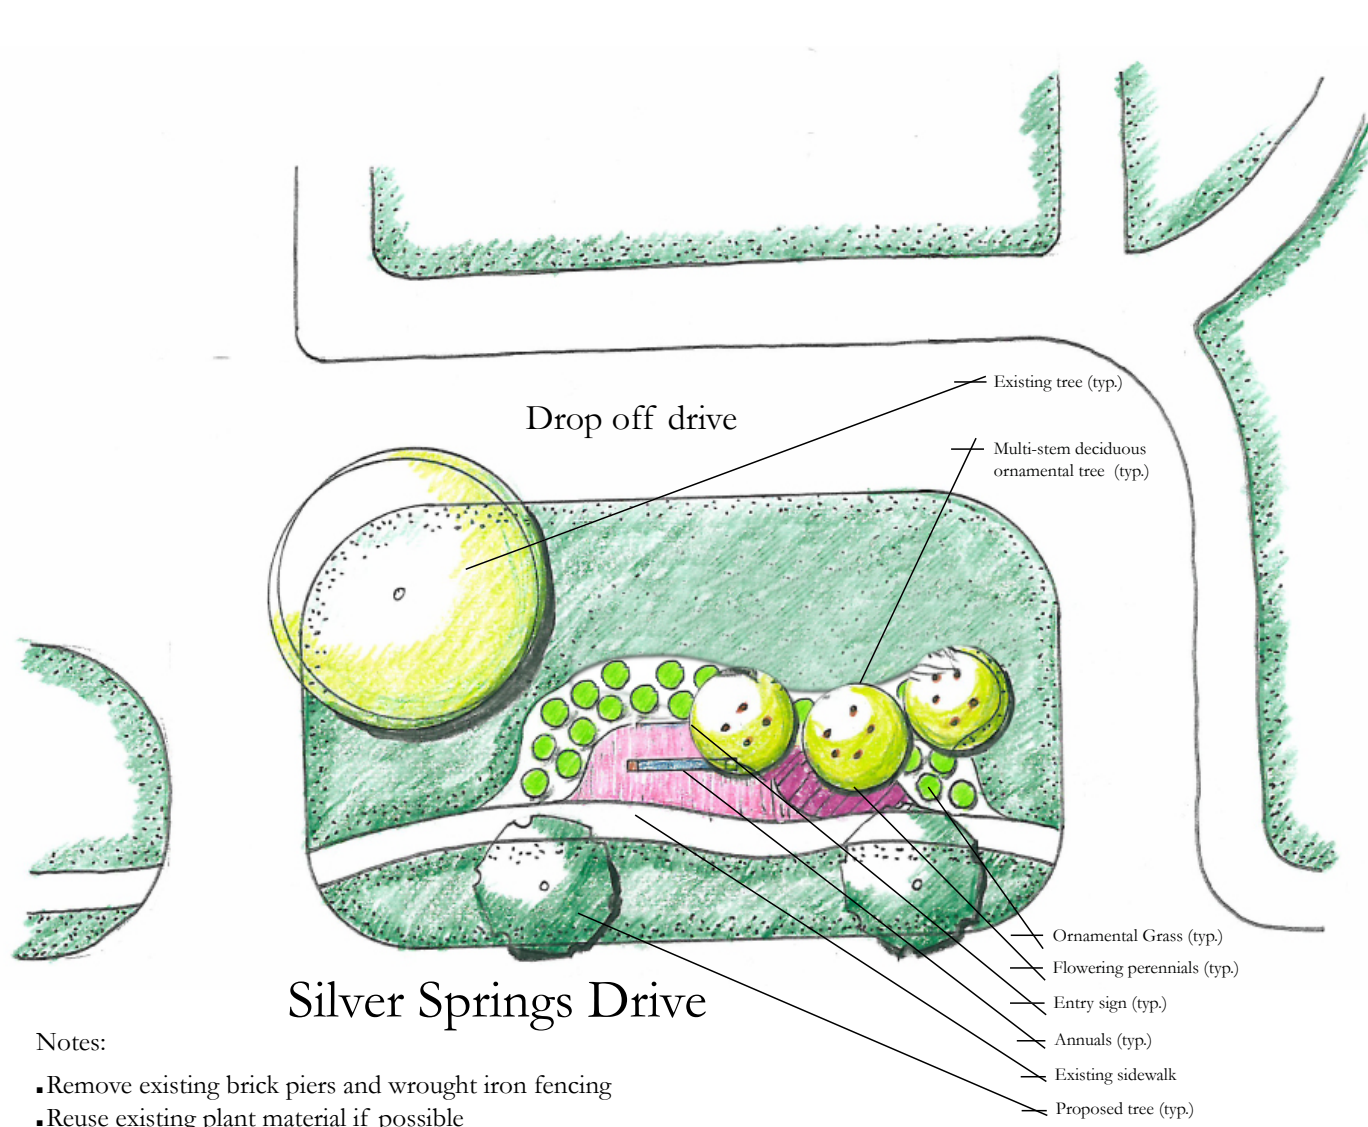 Existing tree (typ.)
Drop off drive
Multi-stem deciduous
ornamental tree (typ.)
Ornamental Grass (typ.)
Flowering perennials (typ.)
Silver Springs Drive
Entry sign (typ.)
Notes:
Annuals (typ.)
Existing sidewalk
▪Remove existing brick piers and wrought iron fencing
Proposed tree (typ.)
▪Reuse existing plant material if possible